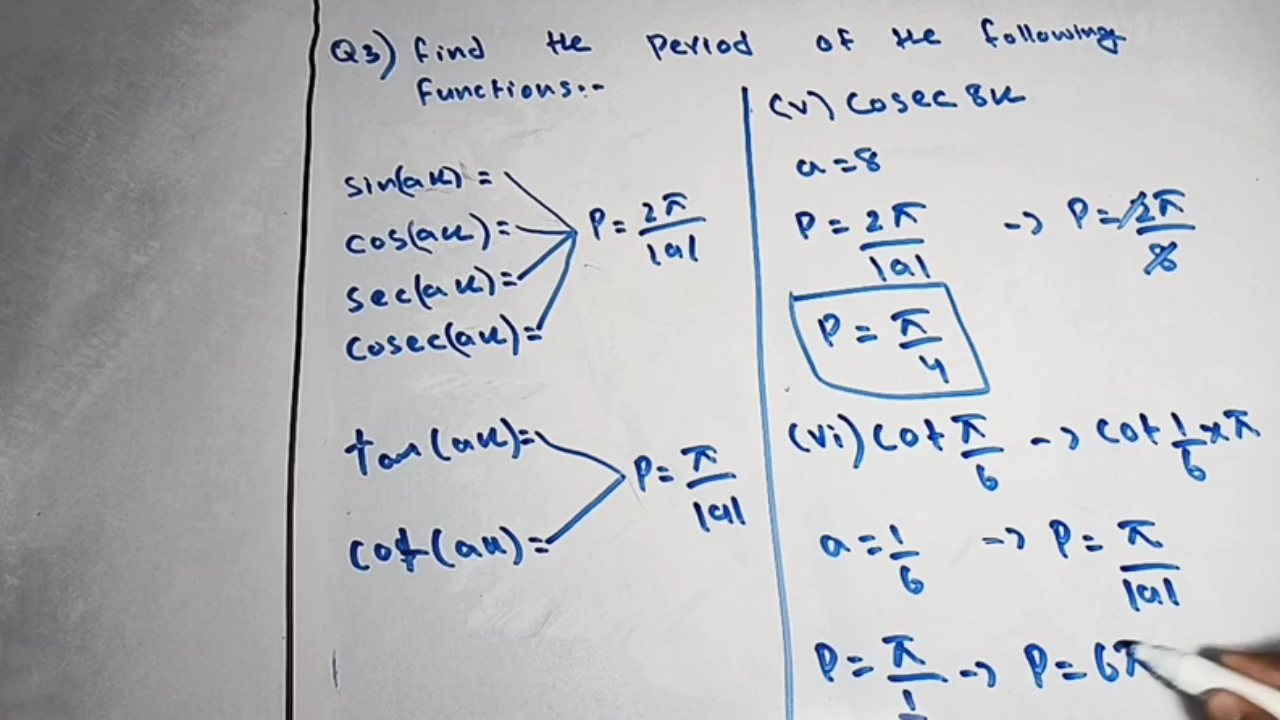 Q3) find the period of the following
functions:-
sin(ax) =
cos(ax) =
sec(ax) =
cosec(ax) =
P = 2π/|a|
tan(ax) =
cot(ax) =
P = π/|a|
(v) cosec 8x
a = 8
P = 2π/|a| -> P = 2π/8
P = π/4
(vi) cot π/6 -> cot 1/6 x π
a = 1/6 -> P = π/|a|
P = π/1 -> P = 6π